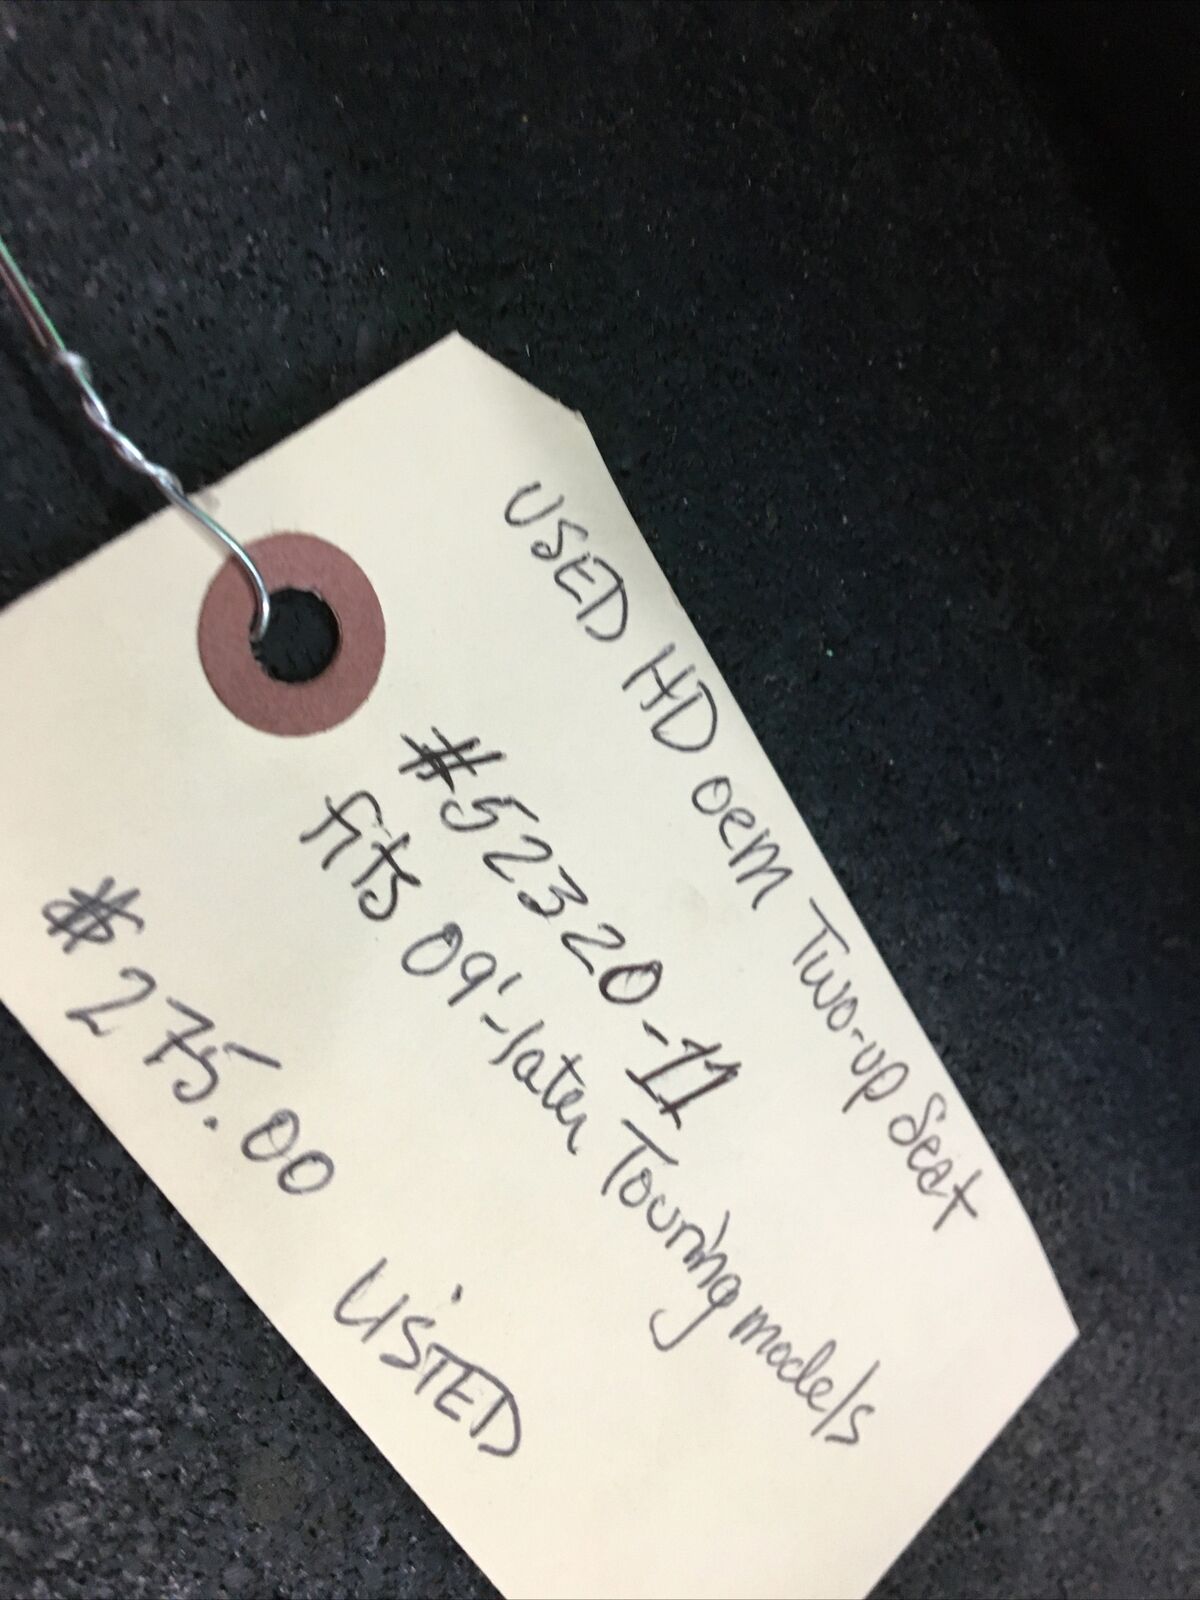 USED HD oem Two-up Seat
#52320-11
fits 09'-later Touring models
#275.00
LISTED